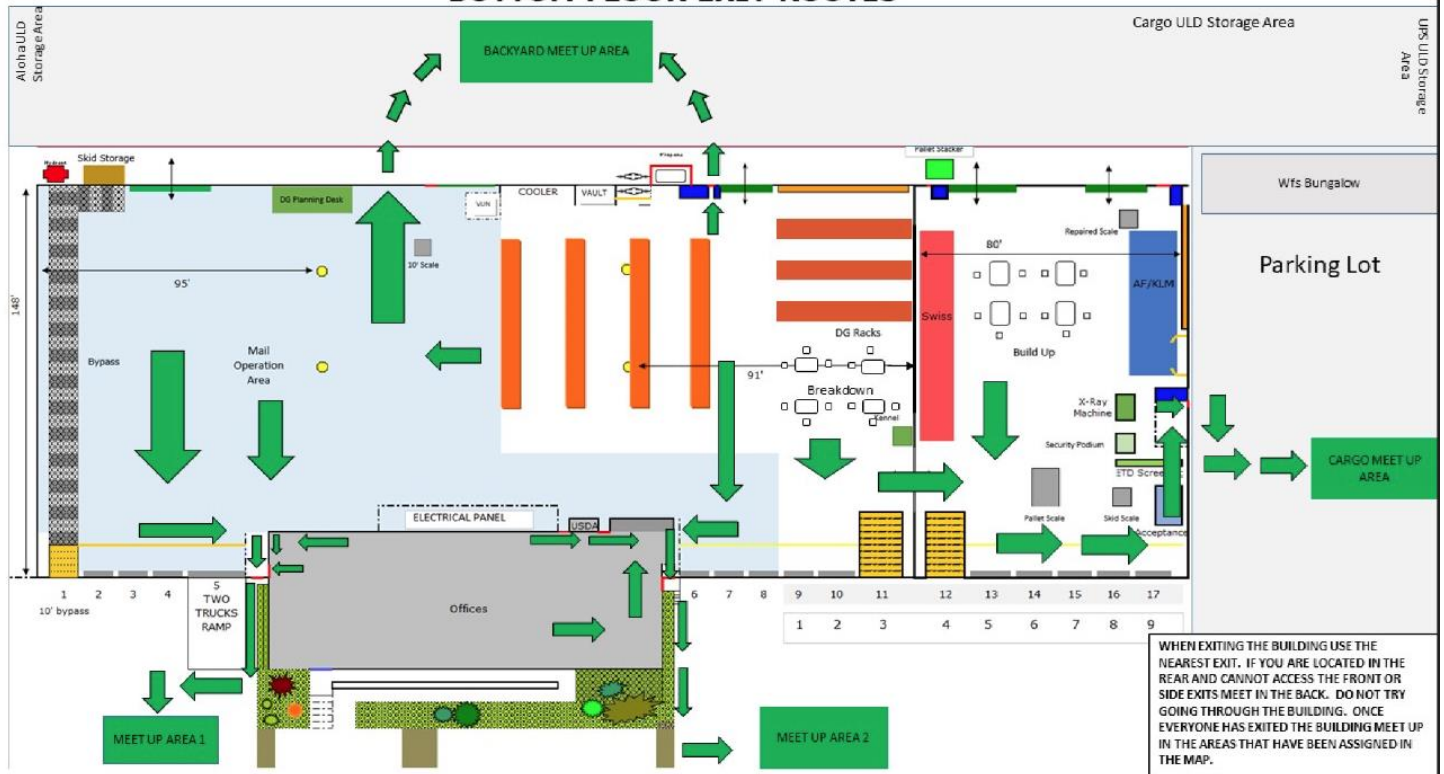 BOTTOM FLOOR EXIT ROUTES
Aloha ULD
Storage Area
BACKYARD MEET UP AREA
Cargo ULD Storage Area
UPS ULD Storage
Area
Skid Storage
Pallet Stacker
Wfs Bungalow
DG Planning Desk
VUN
COOLER
VAULT
10' Scale
Repaired Scale
80'
95'
148'
Parking Lot
Swiss
AF/KLM
DG Racks
Build Up
Bypass
Mail
Operation
Area
91'
Breakdown
Kennel
X-Ray
Machine
Security Podium
CARGO MEET UP
AREA
Pallet Scale
Skid Scale
Acceptance
ELECTRICAL PANEL
USDA
Offices
1 2 3 4 5 6 7 8 9 10 11 12 13 14 15 16 17
10' bypass
TWO
TRUCKS
RAMP
1 2 3 4 5 6 7 8 9
MEET UP AREA 1
MEET UP AREA 2
WHEN EXITING THE BUILDING USE THE
NEAREST EXIT. IF YOU ARE LOCATED IN THE
REAR AND CANNOT ACCESS THE FRONT OR
SIDE EXITS MEET IN THE BACK. DO NOT TRY
GOING THROUGH THE BUILDING. ONCE
EVERYONE HAS EXITED THE BUILDING MEET UP
IN THE AREAS THAT HAVE BEEN ASSIGNED IN
THE MAP.